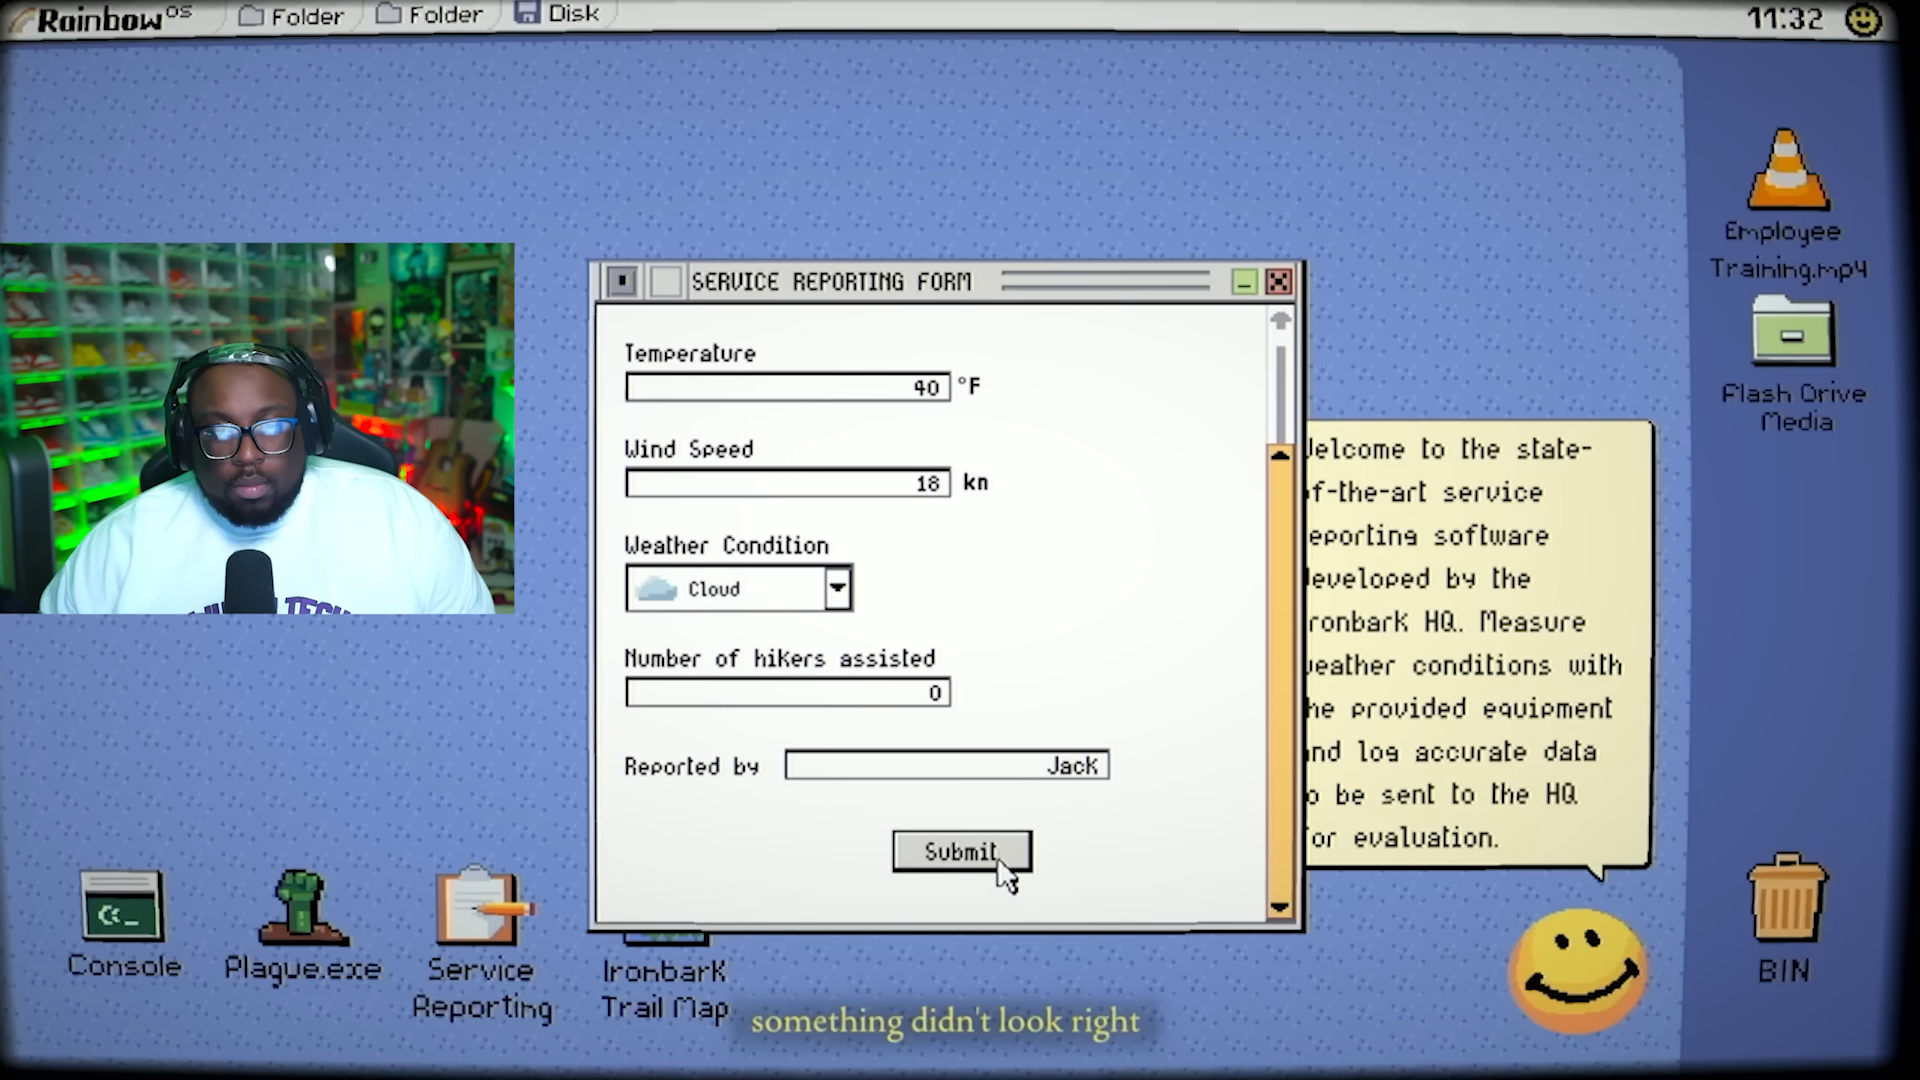 RainbowOS
Folder
Folder
Disk
11:32
Employee
Training.mp4
Flash Drive
Media
SERVICE REPORTING FORM
Temperature
40 °F
Wind Speed
18 kn
Weather Condition
Cloud
Number of hikers assisted
0
Reported by Jack
Submit
elcome to the state-
f-the-art service
eporting software
eveloped by the
ronbark HQ. Measure
eather conditions with
he provided equipment
nd log accurate data
o be sent to the HQ
or evaluation.
Console
Plague.exe
Service
Reporting
Ironbark
Trail Map
BIN
something didn't look right